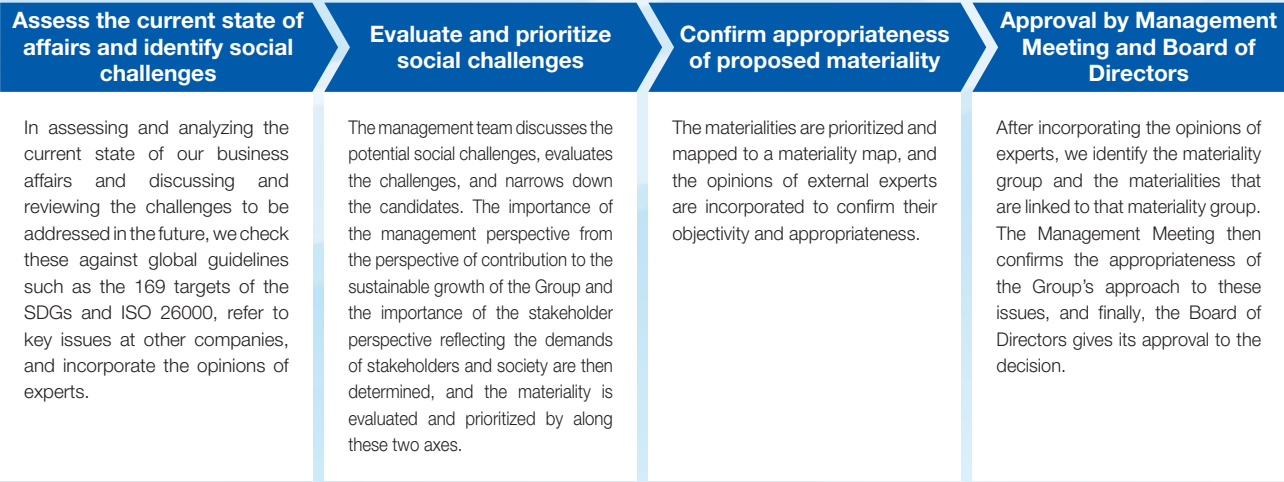 Assess the current state of
affairs and identify social
challenges
In assessing and analyzing the
current state of our business
affairs and discussing and
reviewing the challenges to be
addressed in the future, we check
these against global guidelines
such as the 169 targets of the
SDGs and ISO 26000, refer to
key issues at other companies,
and incorporate the opinions of
experts.
Evaluate and prioritize
social challenges
The management team discusses the
potential social challenges, evaluates
the challenges, and narrows down
the candidates. The importance of
the management perspective from
the perspective of contribution to the
sustainable growth of the Group and
the importance of the stakeholder
perspective reflecting the demands
of stakeholders and society are then
determined, and the materiality is
evaluated and prioritized by along
these two axes.
Confirm appropriateness
of proposed materiality
The materialities are prioritized and
mapped to a materiality map, and
the opinions of external experts
are incorporated to confirm their
objectivity and appropriateness.
Approval by Management
Meeting and Board of
Directors
After incorporating the opinions of
experts, we identify the materiality
group and the materialities that
are linked to that materiality group.
The Management Meeting then
confirms the appropriateness of
the Group's approach to these
issues, and finally, the Board of
Directors gives its approval to the
decision.